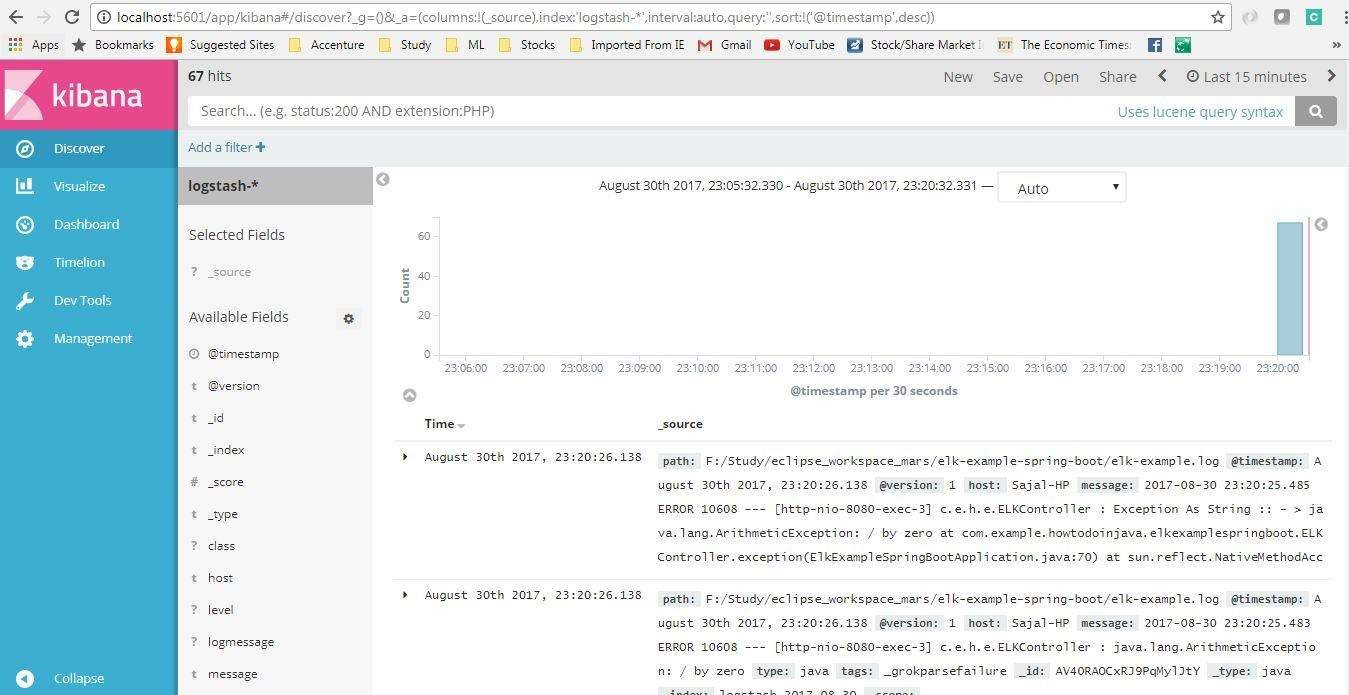 localhost:5601/app/kibana#/discover?_g=()&_a=(columns:!(_source),index:'logstash-*',interval:auto,query:'',sort:!('@timestamp',desc))
Apps Bookmarks Suggested Sites Accenture Study ML Stocks Imported From IE Gmail YouTube Stock/Share Market ET The Economic Times: »
kibana
Discover
Visualize
Dashboard
Timelion
Dev Tools
Management
Collapse
67 hits
New Save Open Share Last 15 minutes
Search... (e.g. status:200 AND extension:PHP) Uses lucene query syntax
Add a filter +
logstash-*
Selected Fields
? _source
Available Fields
@timestamp
t @version
t _id
t _index
# _score
t _type
? class
t host
? level
? logmessage
t message
August 30th 2017, 23:05:32.330 - August 30th 2017, 23:20:32.331 — Auto
Count
60
40
20
0
23:06:00 23:07:00 23:08:00 23:09:00 23:10:00 23:11:00 23:12:00 23:13:00 23:14:00 23:15:00 23:16:00 23:17:00 23:18:00 23:19:00 23:20:00
@timestamp per 30 seconds
Time _source
August 30th 2017, 23:20:26.138 path: F:/Study/eclipse_workspace_mars/elk-example-spring-boot/elk-example.log @timestamp: A
ugust 30th 2017, 23:20:26.138 @version: 1 host: Sajal-HP message: 2017-08-30 23:20:25.485
ERROR 10608 --- [http-nio-8080-exec-3] c.e.h.e.ELKController : Exception As String :: - > ja
va.lang.ArithmeticException: / by zero at com.example.howtodoinjava.elkexamplespringboot.ELK
Controller.exception(ElkExampleSpringBootApplication.java:70) at sun.reflect.NativeMethodAcc
August 30th 2017, 23:20:26.138 path: F:/Study/eclipse_workspace_mars/elk-example-spring-boot/elk-example.log @timestamp: A
ugust 30th 2017, 23:20:26.138 @version: 1 host: Sajal-HP message: 2017-08-30 23:20:25.483
ERROR 10608 --- [http-nio-8080-exec-3] c.e.h.e.ELKController : java.lang.ArithmeticExceptio
n: / by zero type: java tags: _grokparsefailure _id: AV4ORAOCxRJ9PqMylJtY _type: java
_index: logstash-2017.08.30 _score: